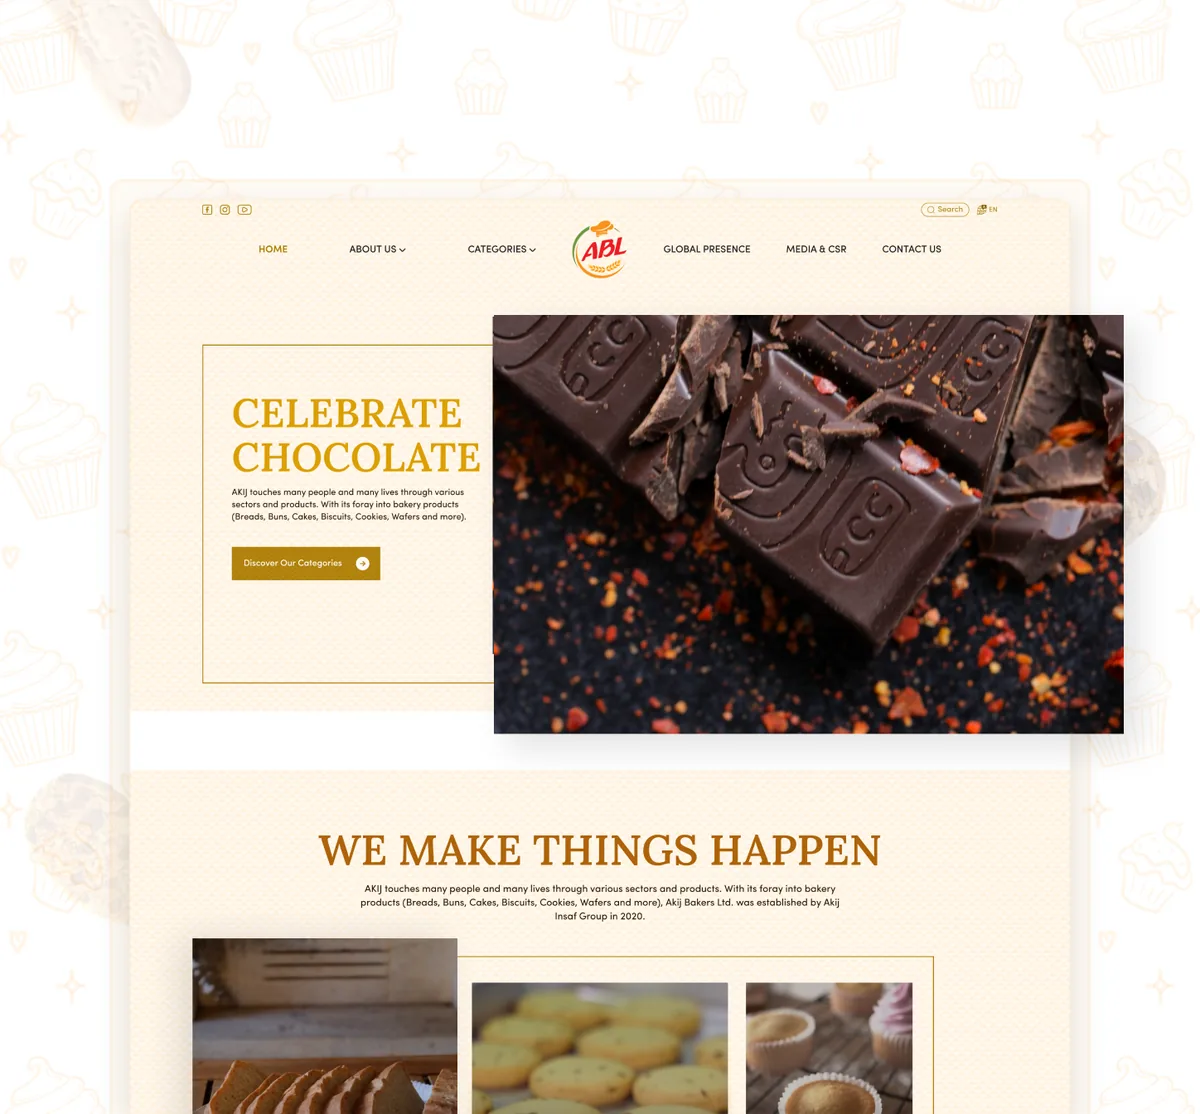 Search
EN
HOME
ABOUT US
CATEGORIES
ABL
GLOBAL PRESENCE
MEDIA & CSR
CONTACT US
CELEBRATE
CHOCOLATE
AKIJ touches many people and many lives through various
sectors and products. With its foray into bakery products
(Breads, Buns, Cakes, Biscuits, Cookies, Wafers and more).
Discover Our Categories
WE MAKE THINGS HAPPEN
AKIJ touches many people and many lives through various sectors and products. With its foray into bakery
products (Breads, Buns, Cakes, Biscuits, Cookies, Wafers and more), Akij Bakers Ltd. was established by Akij
Insaf Group in 2020.